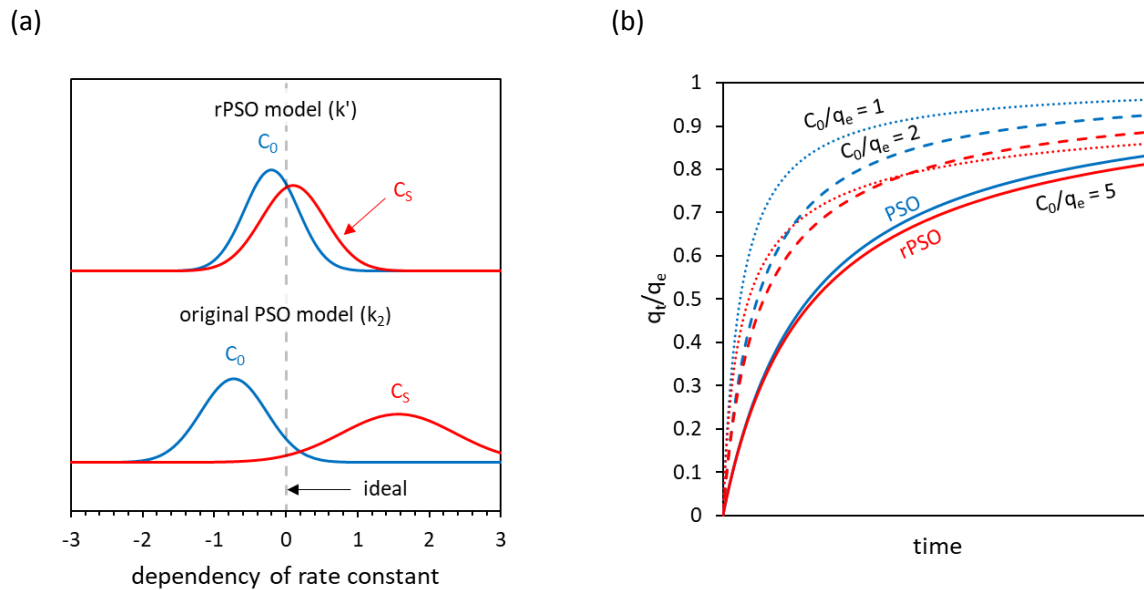 (a)
rPSO model (k')
C0
CS
original PSO model (k2)
C0
CS
ideal
-3 -2 -1 0 1 2 3
dependency of rate constant
(b)
1
0.9
0.8
0.7
0.6
0.5
0.4
0.3
0.2
0.1
0
qt/qe
C0/qe = 1
C0/qe = 2
PSO
rPSO
C0/qe = 5
time